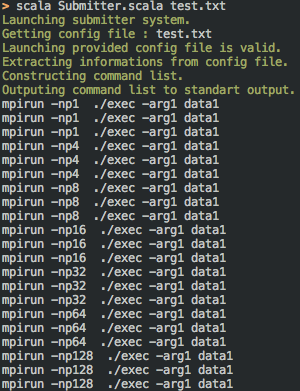 > scala Submitter.scala test.txt
Launching submitter system.
Getting config file : test.txt
Launching provided config file is valid.
Extracting informations from config file.
Constructing command list.
Outputing command list to standart output.
mpirun -np1  ./exec -arg1 data1
mpirun -np1  ./exec -arg1 data1
mpirun -np1  ./exec -arg1 data1
mpirun -np4  ./exec -arg1 data1
mpirun -np4  ./exec -arg1 data1
mpirun -np4  ./exec -arg1 data1
mpirun -np8  ./exec -arg1 data1
mpirun -np8  ./exec -arg1 data1
mpirun -np8  ./exec -arg1 data1
mpirun -np16  ./exec -arg1 data1
mpirun -np16  ./exec -arg1 data1
mpirun -np16  ./exec -arg1 data1
mpirun -np32  ./exec -arg1 data1
mpirun -np32  ./exec -arg1 data1
mpirun -np32  ./exec -arg1 data1
mpirun -np64  ./exec -arg1 data1
mpirun -np64  ./exec -arg1 data1
mpirun -np64  ./exec -arg1 data1
mpirun -np128  ./exec -arg1 data1
mpirun -np128  ./exec -arg1 data1
mpirun -np128  ./exec -arg1 data1